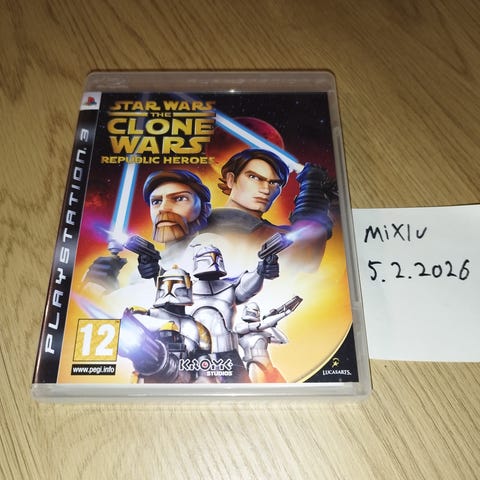 STAR WARS
THE
CLONE
WARS
REPUBLIC HEROES
PLAYSTATION 3
12
www.pegi.info
KROME
STUDIOS
LUCASARTS
mixlu
5.2.2026